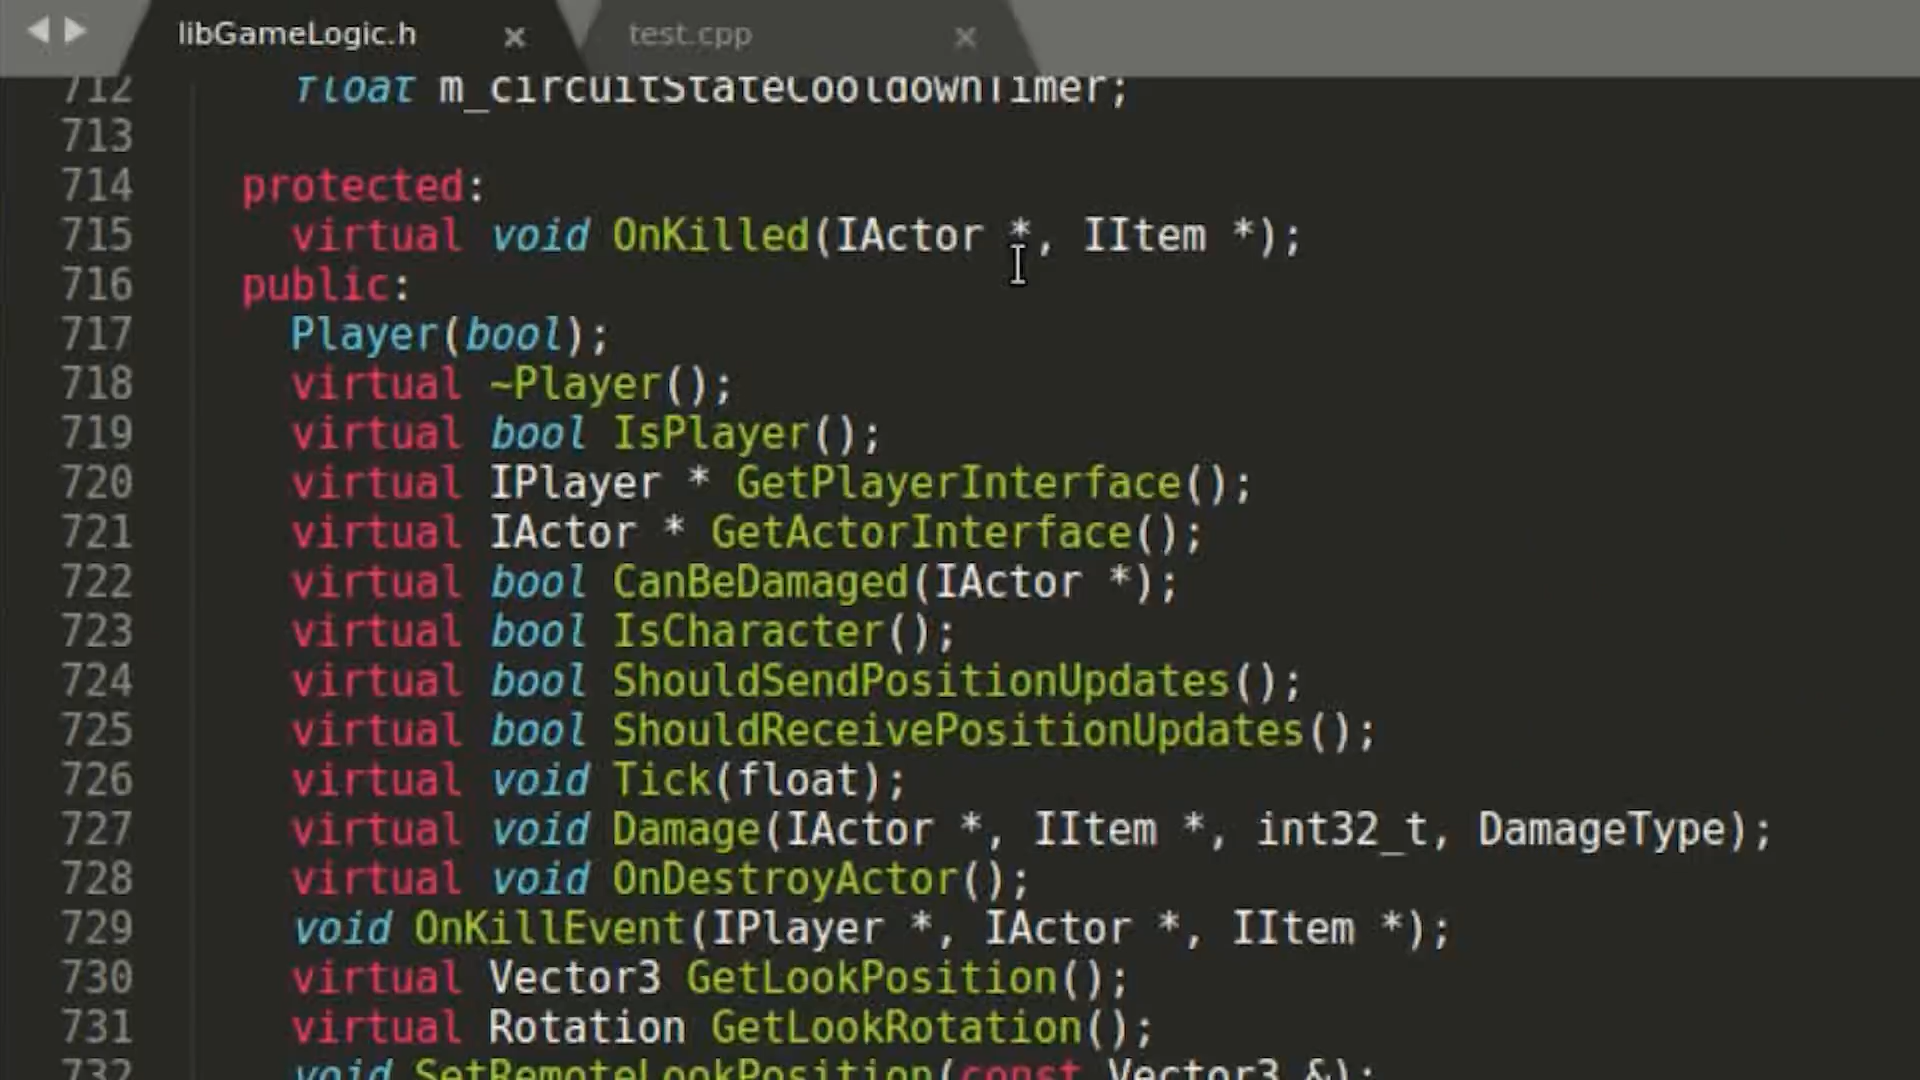 libGameLogic.h x test.cpp x
712 float m_circuitStateCooldownTimer;
713
714 protected:
715 virtual void OnKilled(IActor *, IItem *);
716 public:
717 Player(bool);
718 virtual ~Player();
719 virtual bool IsPlayer();
720 virtual IPlayer * GetPlayerInterface();
721 virtual IActor * GetActorInterface();
722 virtual bool CanBeDamaged(IActor *);
723 virtual bool IsCharacter();
724 virtual bool ShouldSendPositionUpdates();
725 virtual bool ShouldReceivePositionUpdates();
726 virtual void Tick(float);
727 virtual void Damage(IActor *, IItem *, int32_t, DamageType);
728 virtual void OnDestroyActor();
729 void OnKillEvent(IPlayer *, IActor *, IItem *);
730 virtual Vector3 GetLookPosition();
731 virtual Rotation GetLookRotation();
732 void SetRemoteLookPosition(const Vector3 &);